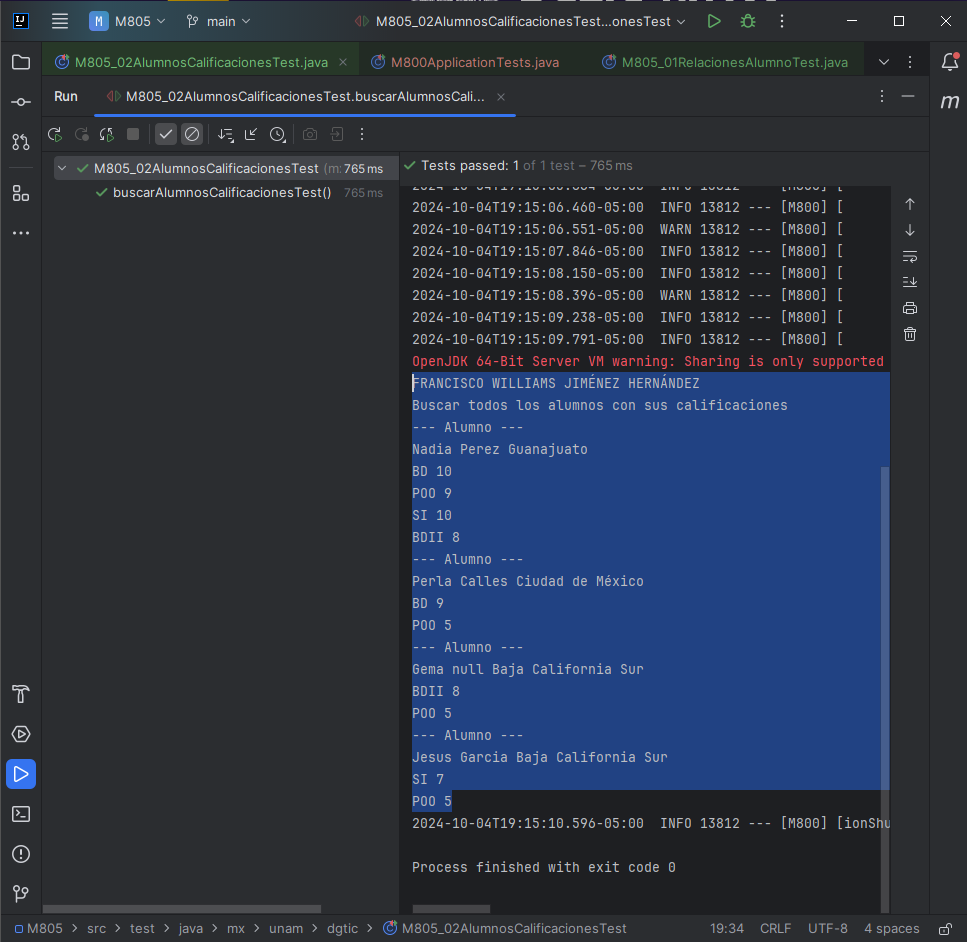 M M805 main M805_02AlumnosCalificacionesTest...onesTest
M805_02AlumnosCalificacionesTest.java M800ApplicationTests.java M805_01RelacionesAlumnoTest.java
Run M805_02AlumnosCalificacionesTest.buscarAlumnosCali...
M805_02AlumnosCalificacionesTest (m: 765 ms
buscarAlumnosCalificacionesTest() 765 ms
Tests passed: 1 of 1 test – 765 ms
2024-10-04T19:15:06.460-05:00 INFO 13812 --- [M800] [
2024-10-04T19:15:06.551-05:00 WARN 13812 --- [M800] [
2024-10-04T19:15:07.846-05:00 INFO 13812 --- [M800] [
2024-10-04T19:15:08.150-05:00 INFO 13812 --- [M800] [
2024-10-04T19:15:08.396-05:00 WARN 13812 --- [M800] [
2024-10-04T19:15:09.238-05:00 INFO 13812 --- [M800] [
2024-10-04T19:15:09.791-05:00 INFO 13812 --- [M800] [
OpenJDK 64-Bit Server VM warning: Sharing is only supported
FRANCISCO WILLIAMS JIMÉNEZ HERNÁNDEZ
Buscar todos los alumnos con sus calificaciones
--- Alumno ---
Nadia Perez Guanajuato
BD 10
POO 9
SI 10
BDII 8
--- Alumno ---
Perla Calles Ciudad de México
BD 9
POO 5
--- Alumno ---
Gema null Baja California Sur
BDII 8
POO 5
--- Alumno ---
Jesus Garcia Baja California Sur
SI 7
POO 5
2024-10-04T19:15:10.596-05:00 INFO 13812 --- [M800] [ionShu
Process finished with exit code 0
M805 > src > test > java > mx > unam > dgtic > M805_02AlumnosCalificacionesTest 19:34 CRLF UTF-8 4 spaces